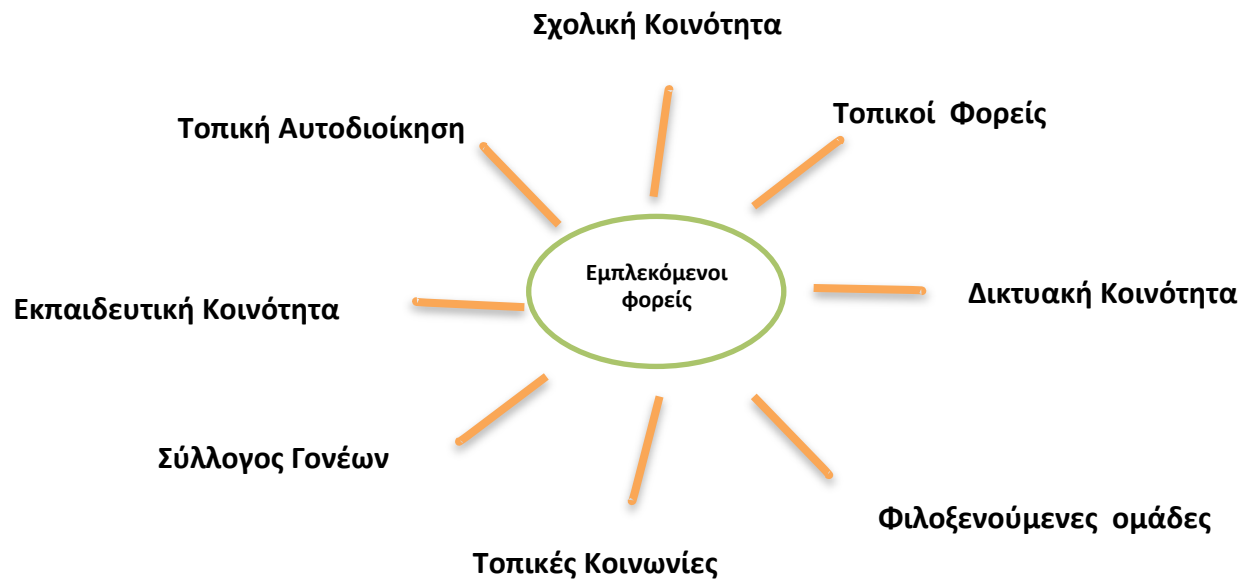 Σχολική Κοινότητα
Τοπική Αυτοδιοίκηση
Τοπικοί Φορείς
Εμπλεκόμενοι
φορείς
Εκπαιδευτική Κοινότητα
Δικτυακή Κοινότητα
Σύλλογος Γονέων
Φιλοξενούμενες ομάδες
Τοπικές Κοινωνίες